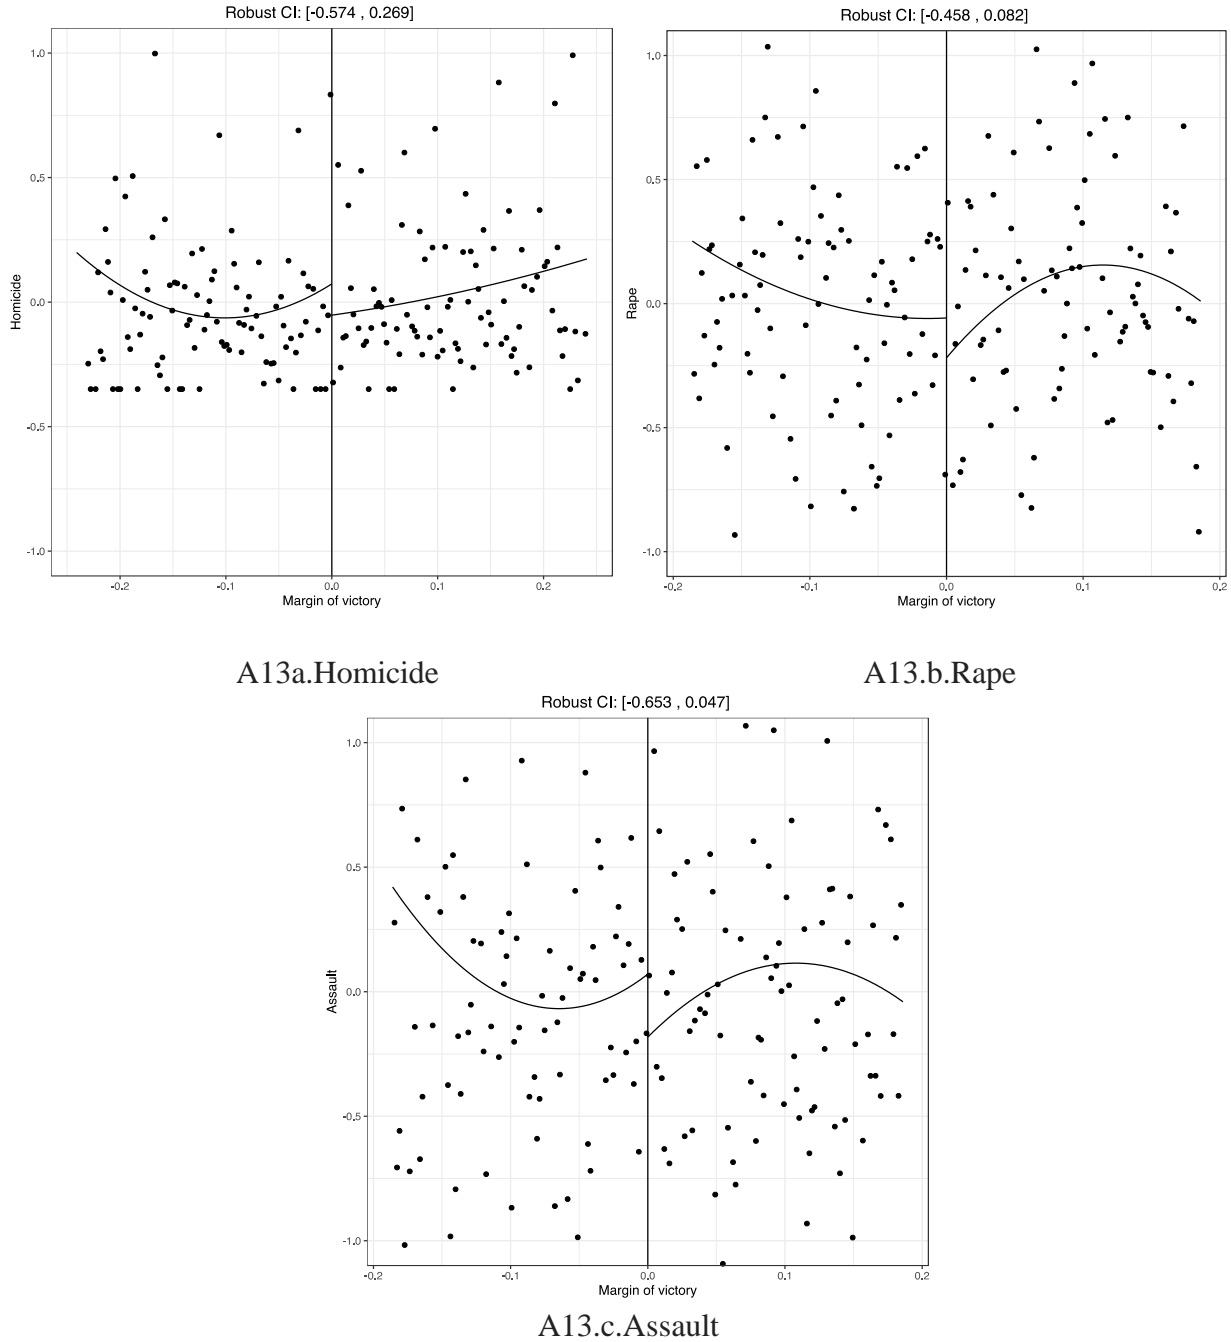 Robust CI: [-0.574 , 0.269]
1.0
0.5
0.0
-0.5
-1.0
Homicide
-0.2 -0.1 0.0 0.1 0.2
Margin of victory
A13a.Homicide
Robust CI: [-0.458 , 0.082]
1.0
0.5
0.0
-0.5
-1.0
Rape
-0.2 -0.1 0.0 0.1 0.2
Margin of victory
A13.b.Rape
Robust CI: [-0.653 , 0.047]
1.0
0.5
0.0
-0.5
-1.0
Assault
-0.2 -0.1 0.0 0.1 0.2
Margin of victory
A13.c.Assault